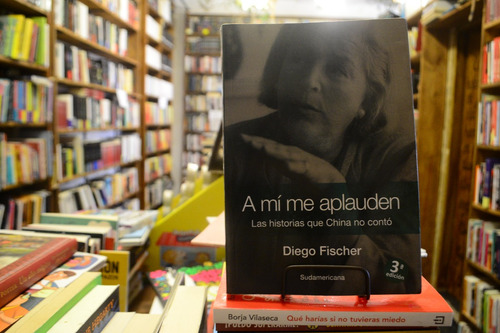 A mí me aplauden
Las historias que China no contó
Diego Fischer
3ª
edición
Sudamericana
Borja Vilaseca
Qué harías si no tuvieras miedo